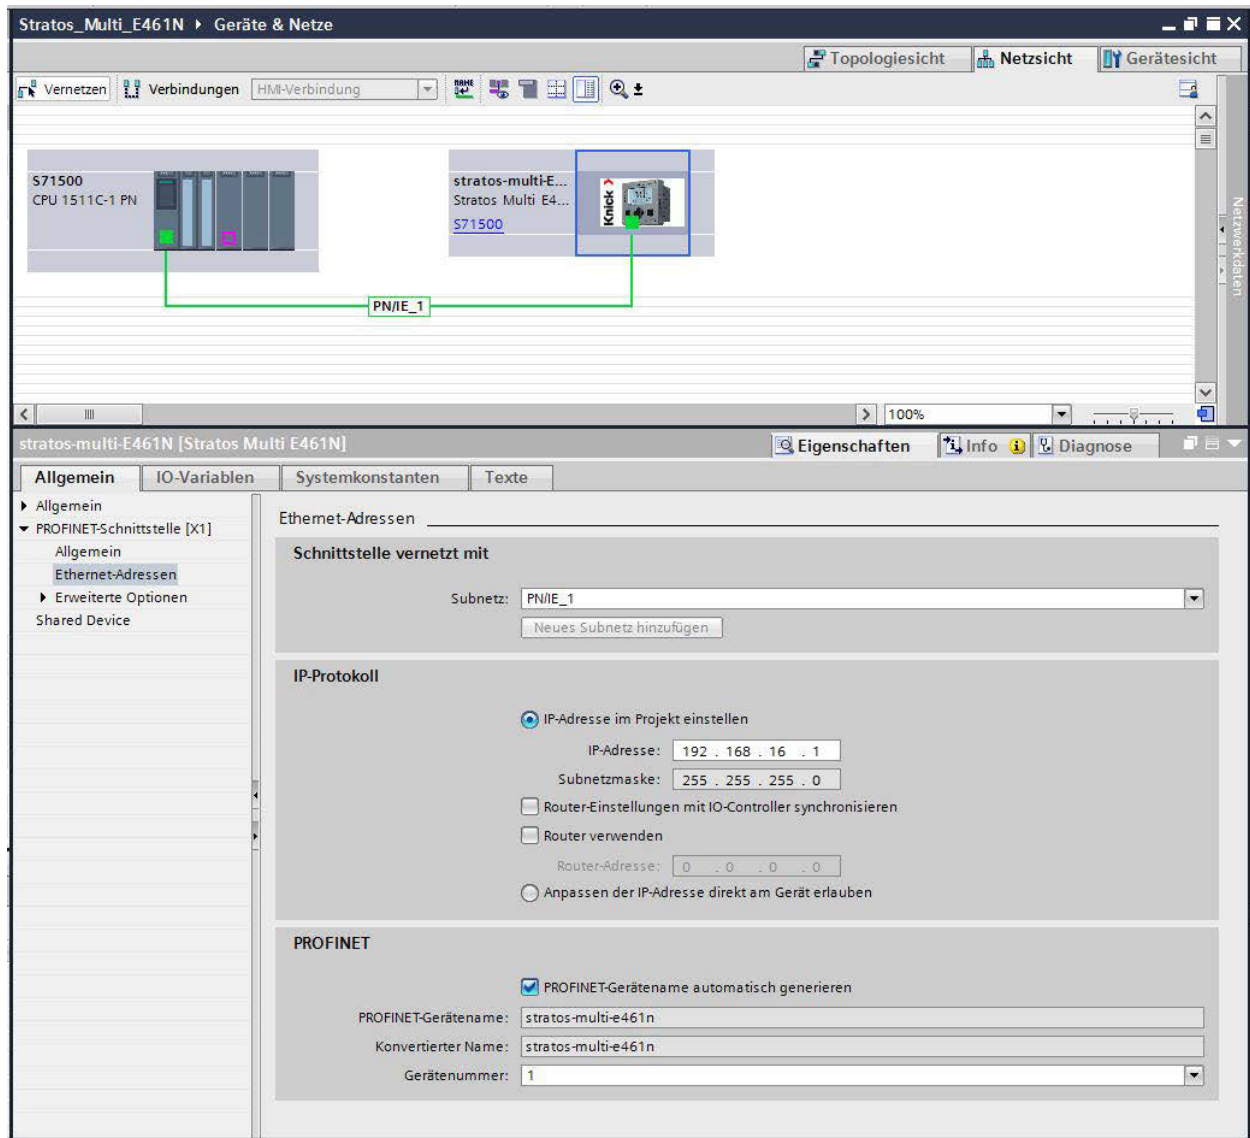 Stratos_Multi_E461N ▸ Geräte & Netze
Topologiesicht Netzsicht Gerätesicht
Vernetzen Verbindungen HMI-Verbindung 
S71500
CPU 1511C-1 PN
stratos-multi-E...
Stratos Multi E4...
S71500
Knick
PN/IE_1
Netzwerkdaten
100%
stratos-multi-E461N [Stratos Multi E461N]
Eigenschaften Info Diagnose
Allgemein IO-Variablen Systemkonstanten Texte
Allgemein
PROFINET-Schnittstelle [X1]
Allgemein
Ethernet-Adressen
Erweiterte Optionen
Shared Device
Ethernet-Adressen
Schnittstelle vernetzt mit
Subnetz: PN/IE_1
Neues Subnetz hinzufügen
IP-Protokoll
IP-Adresse im Projekt einstellen
IP-Adresse: 192 . 168 . 16 . 1
Subnetzmaske: 255 . 255 . 255 . 0
Router-Einstellungen mit IO-Controller synchronisieren
Router verwenden
Router-Adresse: 0 . 0 . 0 . 0
Anpassen der IP-Adresse direkt am Gerät erlauben
PROFINET
PROFINET-Gerätename automatisch generieren
PROFINET-Gerätename: stratos-multi-e461n
Konvertierter Name: stratos-multi-e461n
Gerätenummer: 1